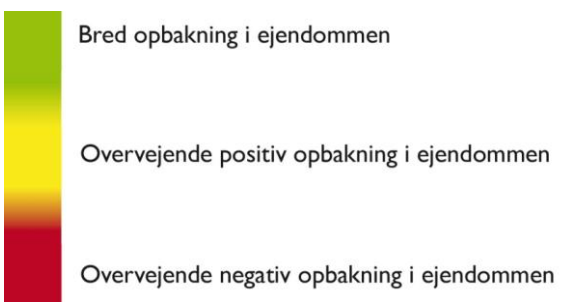 Bred opbakning i ejendommen
Overvejende positiv opbakning i ejendommen
Overvejende negativ opbakning i ejendommen